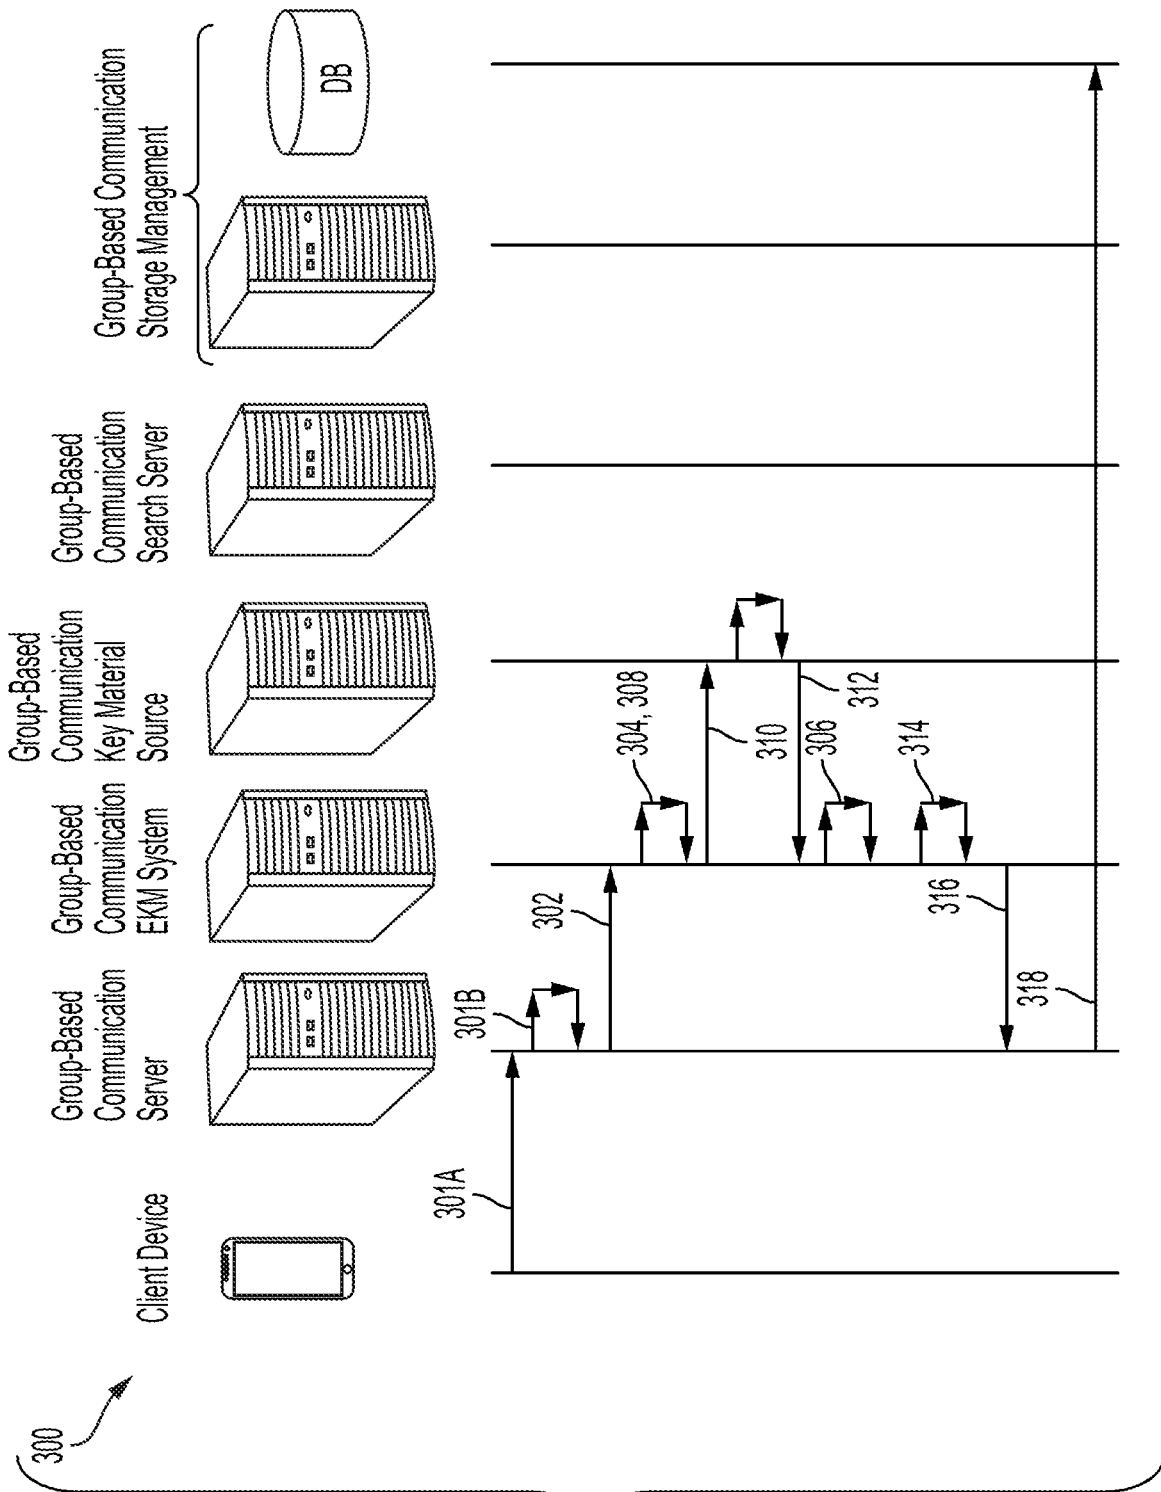 300
Client Device
Group-Based
Communication
Server
Group-Based
Communication
EKM System
Group-Based
Communication
Key Material
Source
Group-Based
Communication
Search Server
Group-Based Communication
Storage Management
DB
301A
301B
302
304, 308
310
312
306
314
316
318